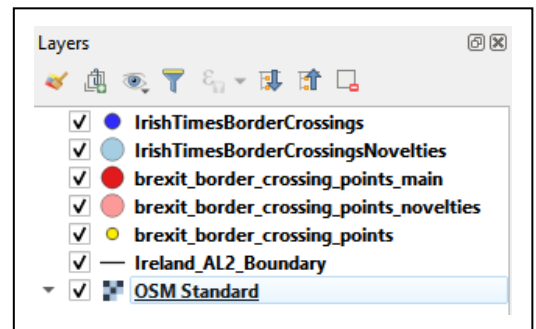 Layers
IrishTimesBorderCrossings
IrishTimesBorderCrossingsNovelties
brexit_border_crossing_points_main
brexit_border_crossing_points_novelties
brexit_border_crossing_points
Ireland_AL2_Boundary
OSM Standard